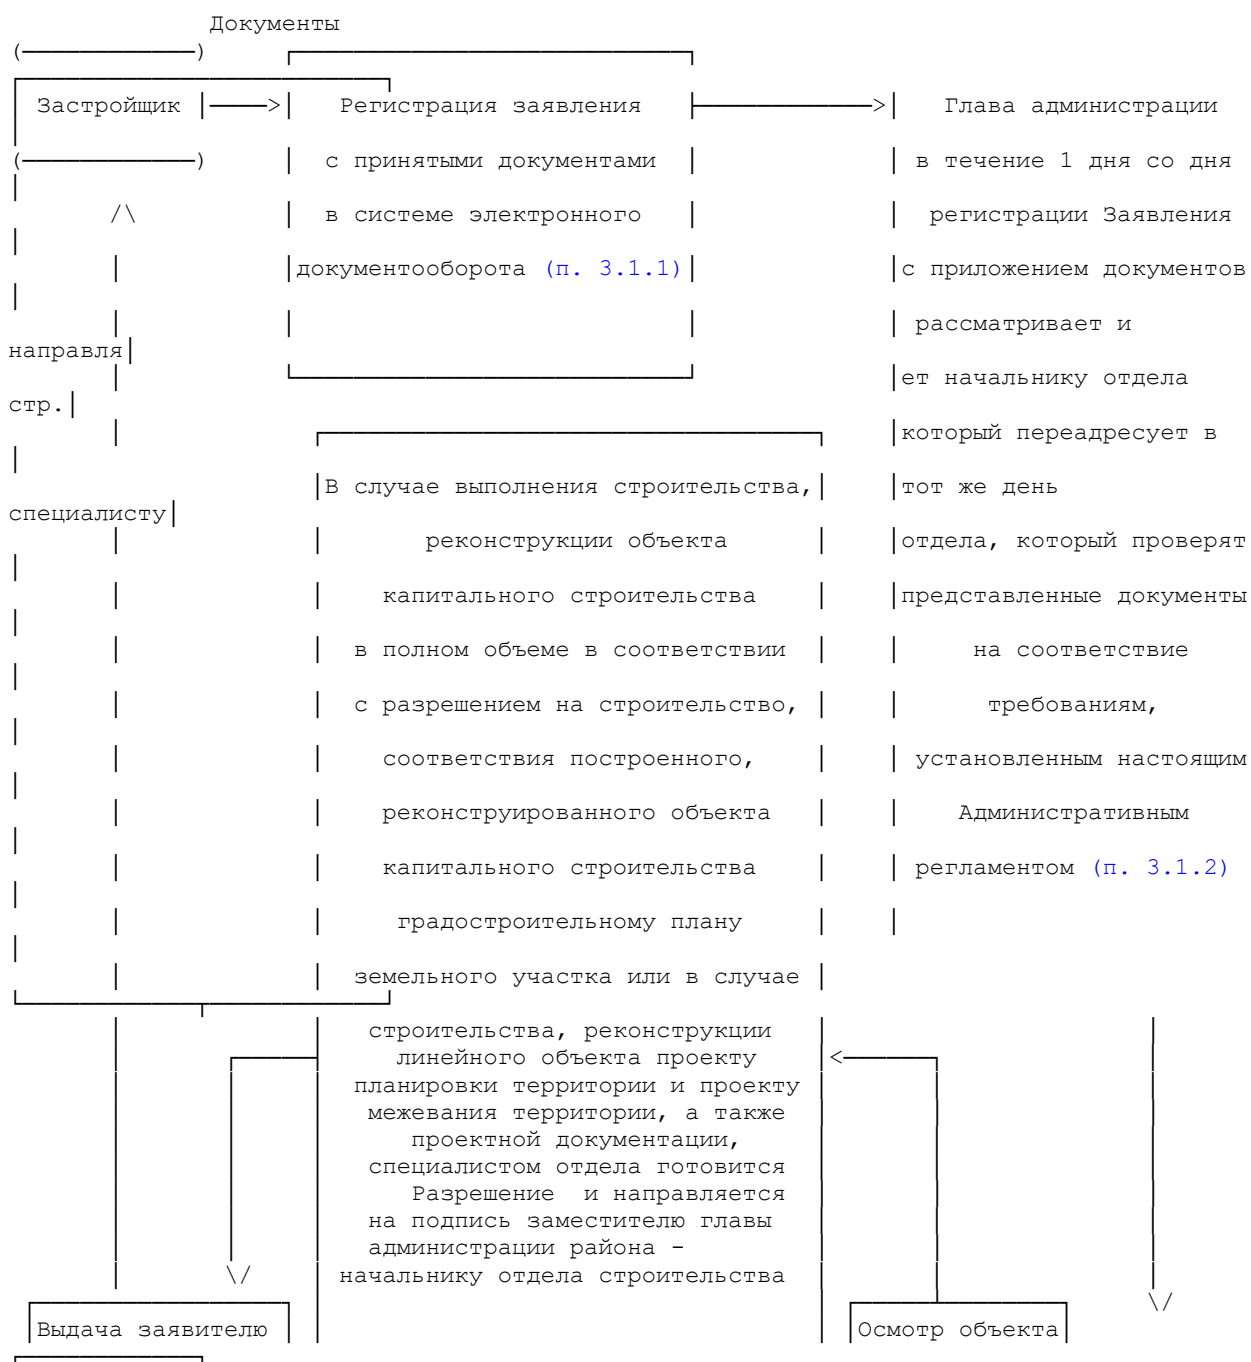 Документы
Застройщик Регистрация заявления Глава администрации
с принятыми документами в течение 1 дня со дня
в системе электронного регистрации Заявления
документооборота (п. 3.1.1) с приложением документов
рассматривает и
направля
ет начальнику отдела
стр.
который переадресует в
В случае выполнения строительства, тот же день
специалисту
реконструкции объекта отдела, который проверят
капитального строительства представленные документы
в полном объеме в соответствии на соответствие
с разрешением на строительство, требованиям,
соответствия построенного, установленным настоящим
реконструированного объекта Административным
капитального строительства регламентом (п. 3.1.2)
градостроительному плану
земельного участка или в случае
строительства, реконструкции
линейного объекта проекту
планировки территории и проекту
межевания территории, а также
проектной документации,
специалистом отдела готовится
Разрешение и направляется
на подпись заместителю главы
администрации района -
начальнику отдела строительства
Выдача заявителю Осмотр объекта